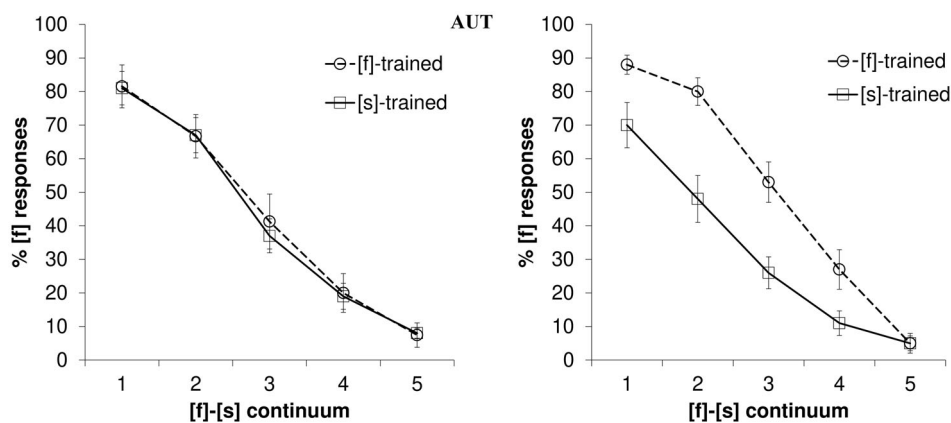 AUT
% [f] responses
100
90
80
70
60
50
40
30
20
10
0
[f]-trained
[s]-trained
1 2 3 4 5
[f]-[s] continuum
% [f] responses
100
90
80
70
60
50
40
30
20
10
0
[f]-trained
[s]-trained
1 2 3 4 5
[f]-[s] continuum